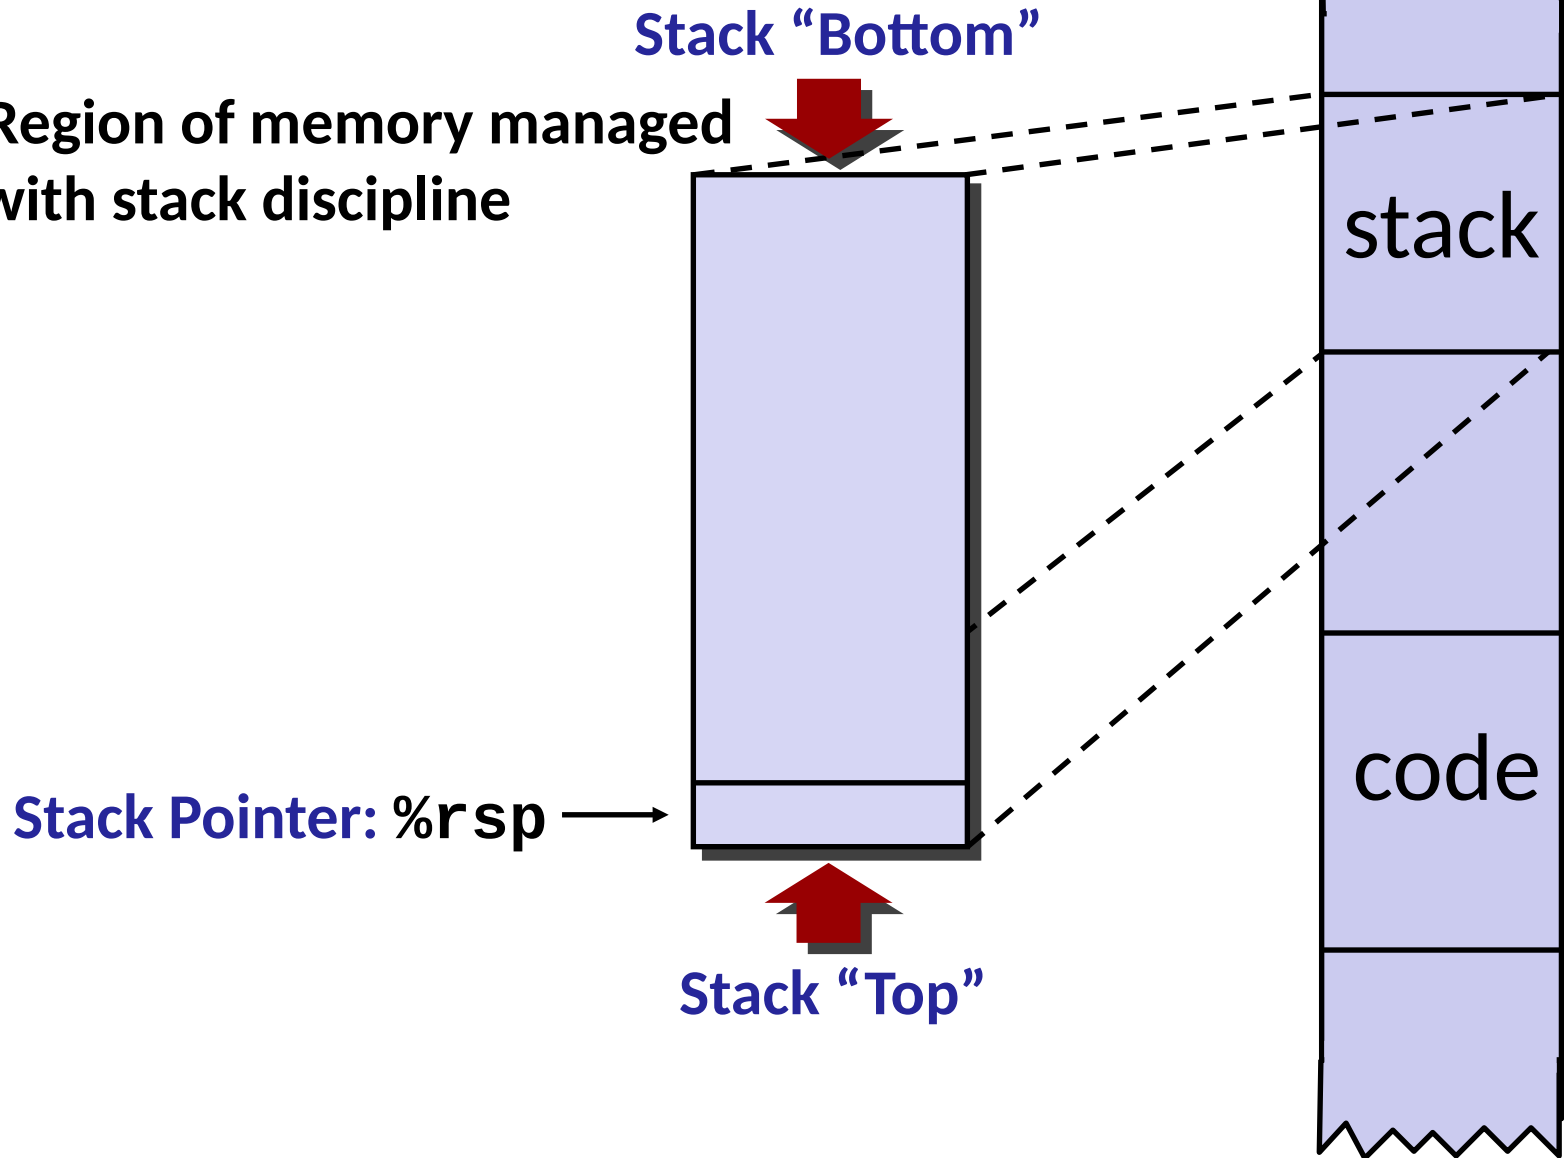 Stack “Bottom”
Region of memory managed
with stack discipline
stack
code
Stack Pointer: %rsp
Stack “Top”